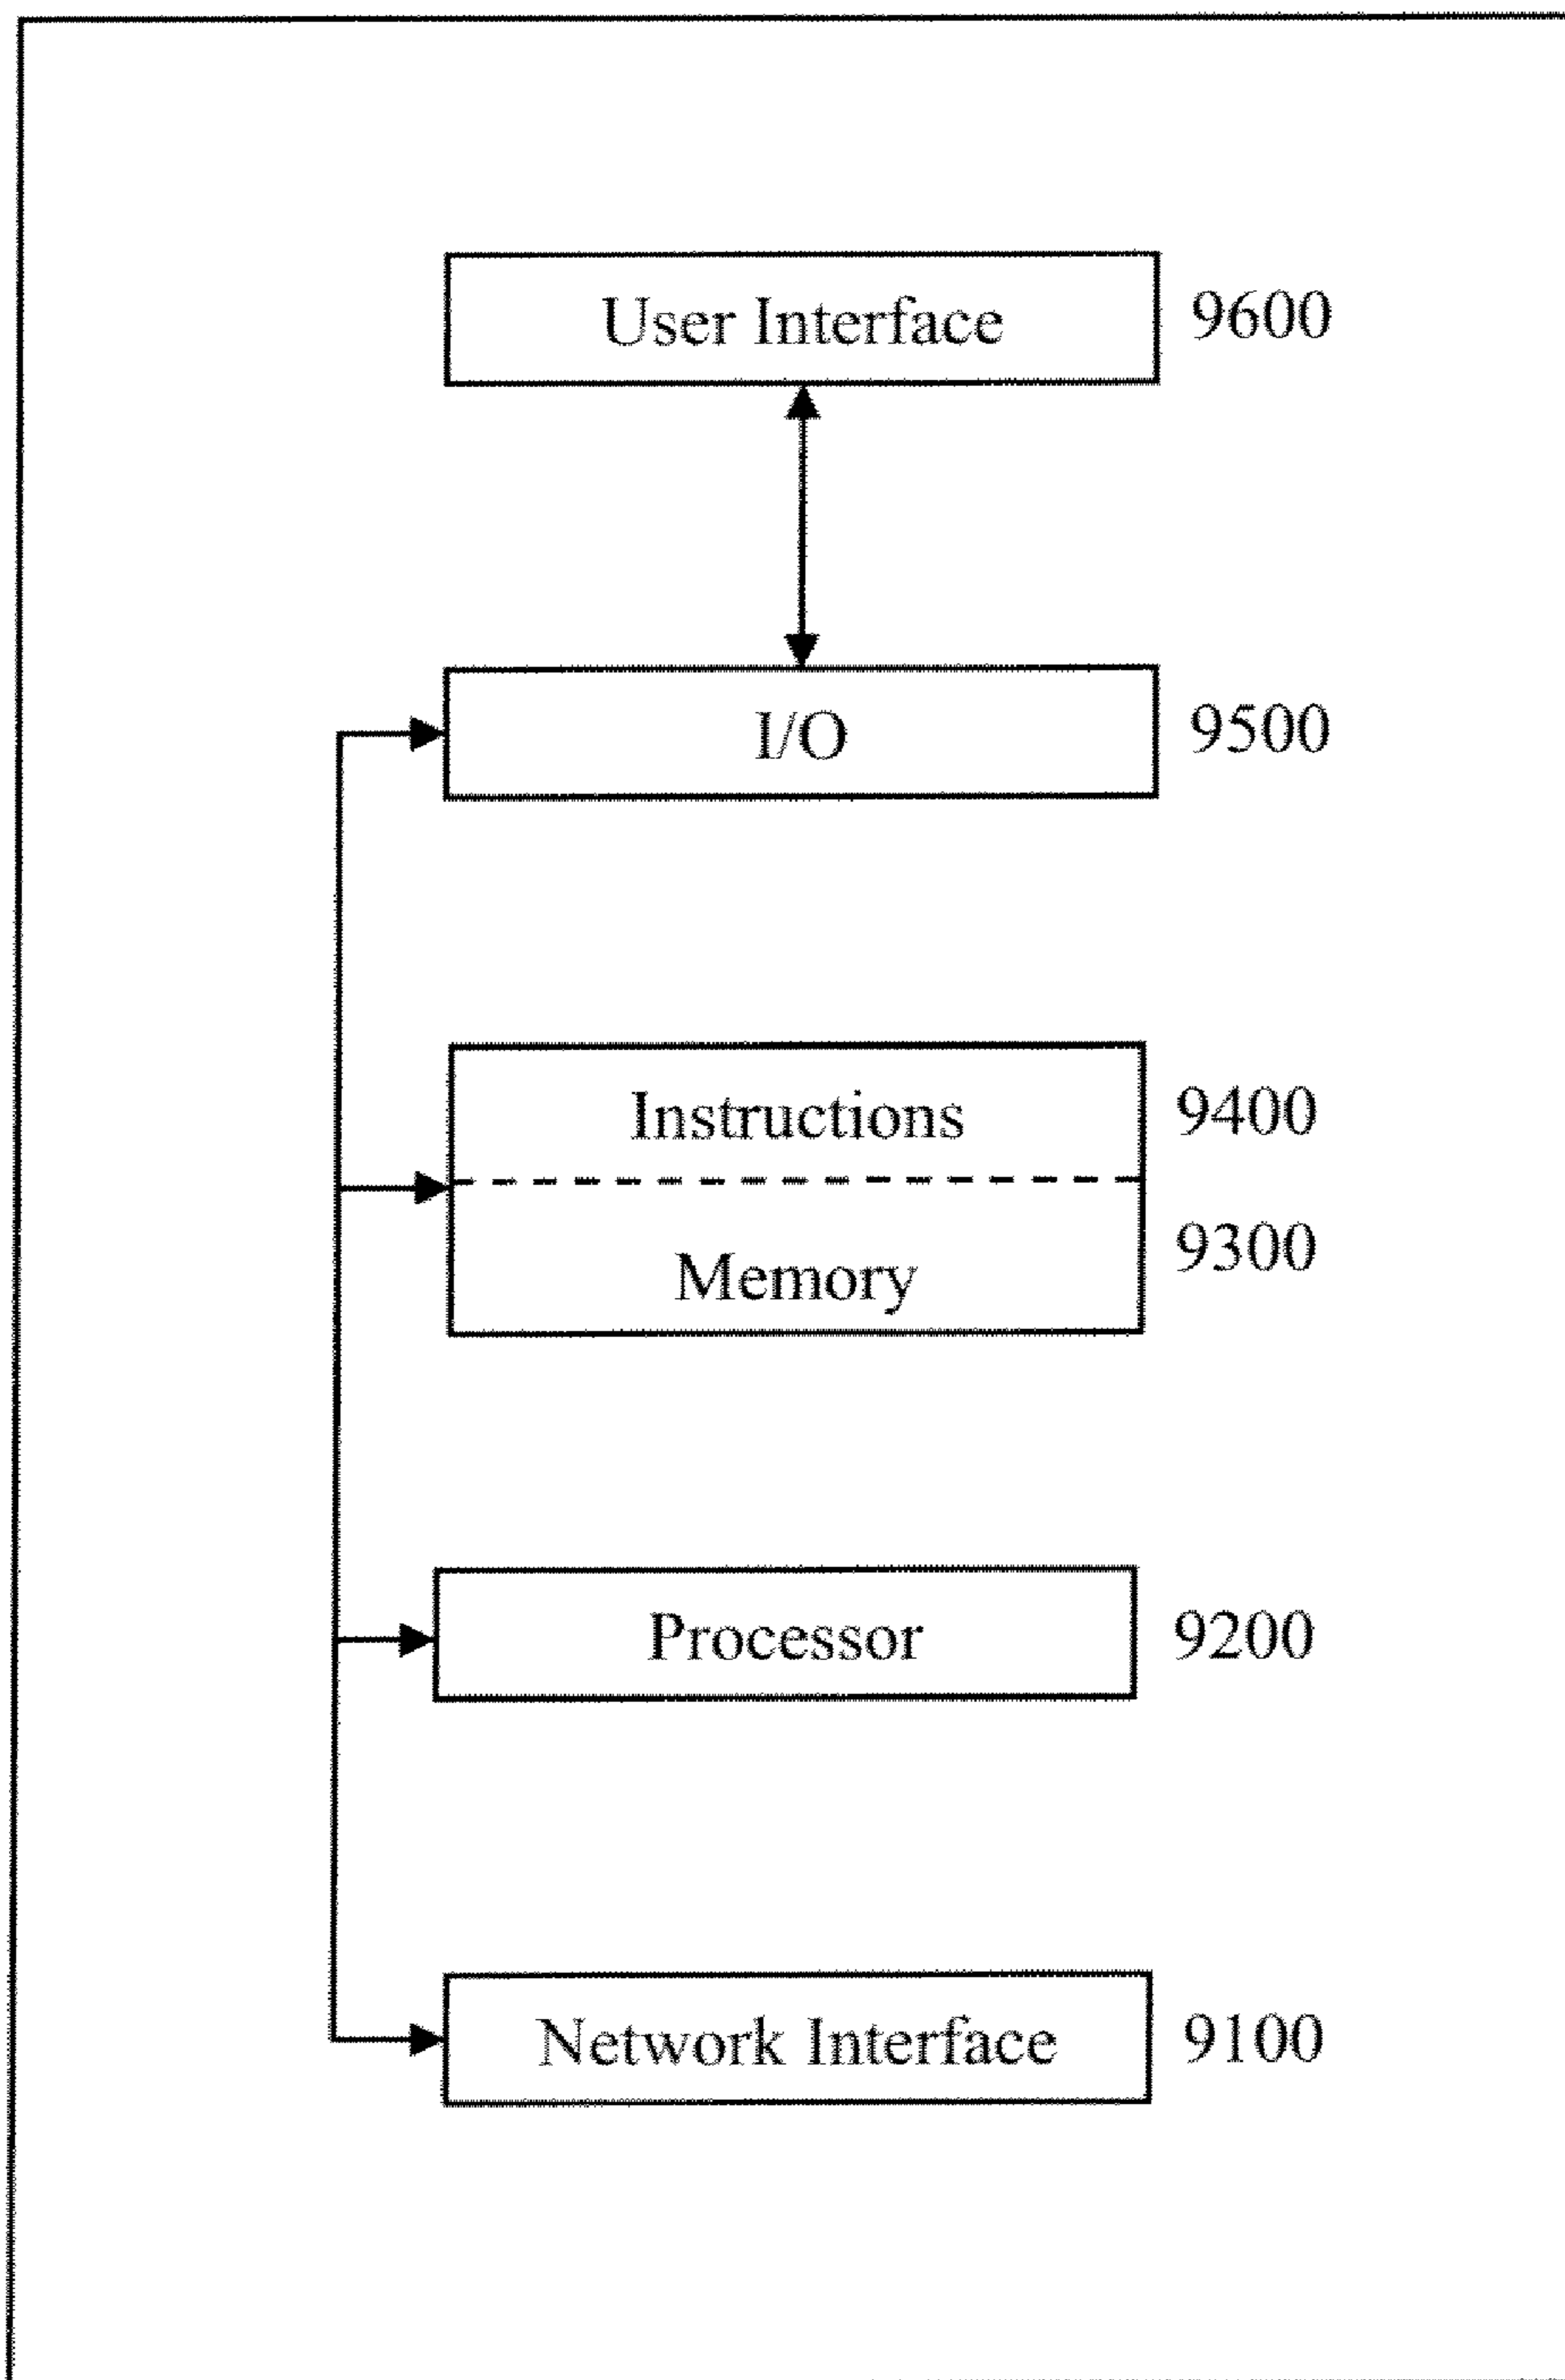 User Interface 9600
I/O 9500
Instructions 9400
Memory 9300
Processor 9200
Network Interface 9100